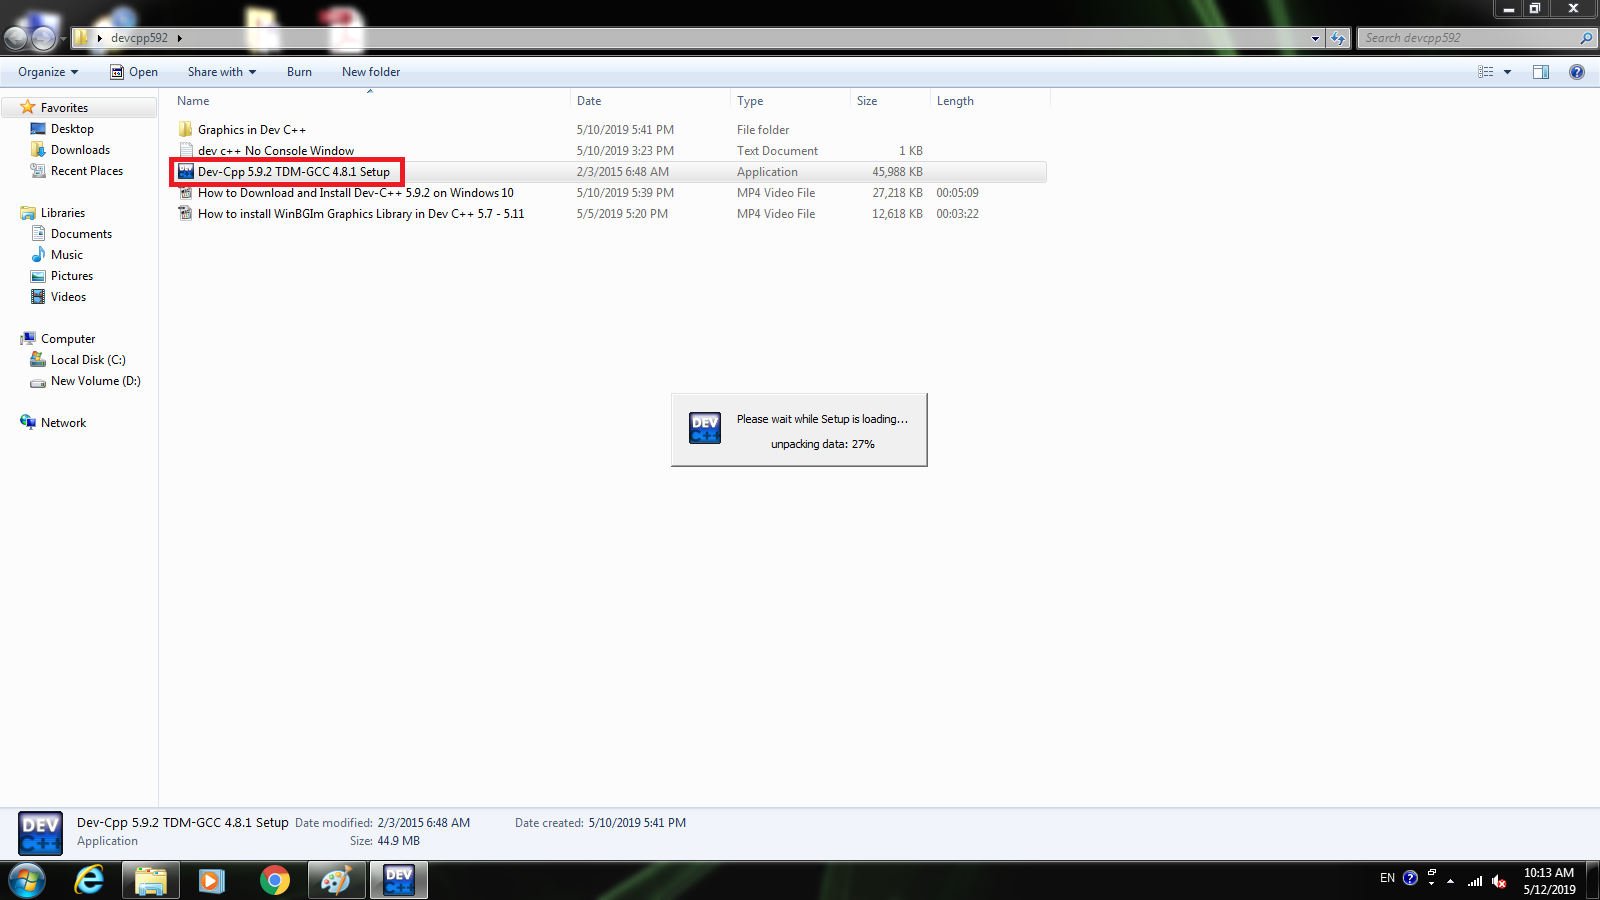 devcpp592
Search devcpp592
Organize Open Share with Burn New folder
Name Date Type Size Length
Favorites
Desktop
Downloads
Recent Places
Libraries
Documents
Music
Pictures
Videos
Computer
Local Disk (C:)
New Volume (D:)
Network
Graphics in Dev C++ 5/10/2019 5:41 PM File folder
dev c++ No Console Window 5/10/2019 3:23 PM Text Document 1 KB
Dev-Cpp 5.9.2 TDM-GCC 4.8.1 Setup 2/3/2015 6:48 AM Application 45,988 KB
How to Download and Install Dev-C++ 5.9.2 on Windows 10 5/10/2019 5:39 PM MP4 Video File 27,218 KB 00:05:09
How to install WinBGIm Graphics Library in Dev C++ 5.7 - 5.11 5/5/2019 5:20 PM MP4 Video File 12,618 KB 00:03:22
DEV
C++
Please wait while Setup is loading...
unpacking data: 27%
DEV
C++
Dev-Cpp 5.9.2 TDM-GCC 4.8.1 Setup Date modified: 2/3/2015 6:48 AM Date created: 5/10/2019 5:41 PM
Application Size: 44.9 MB
DEV
C++
EN
10:13 AM
5/12/2019